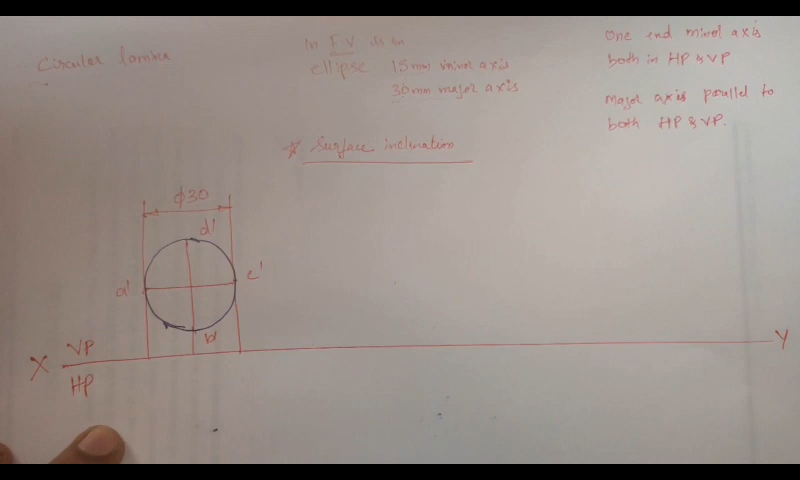 Circular lamina
In F.V is an
ellipse 15mm minor axis
30mm major axis
One end minor axis
both in HP & VP
Major axis parallel to
both HP & VP.
* Surface inclination
ϕ30
d'
a'
c'
b'
X
VP
HP
Y